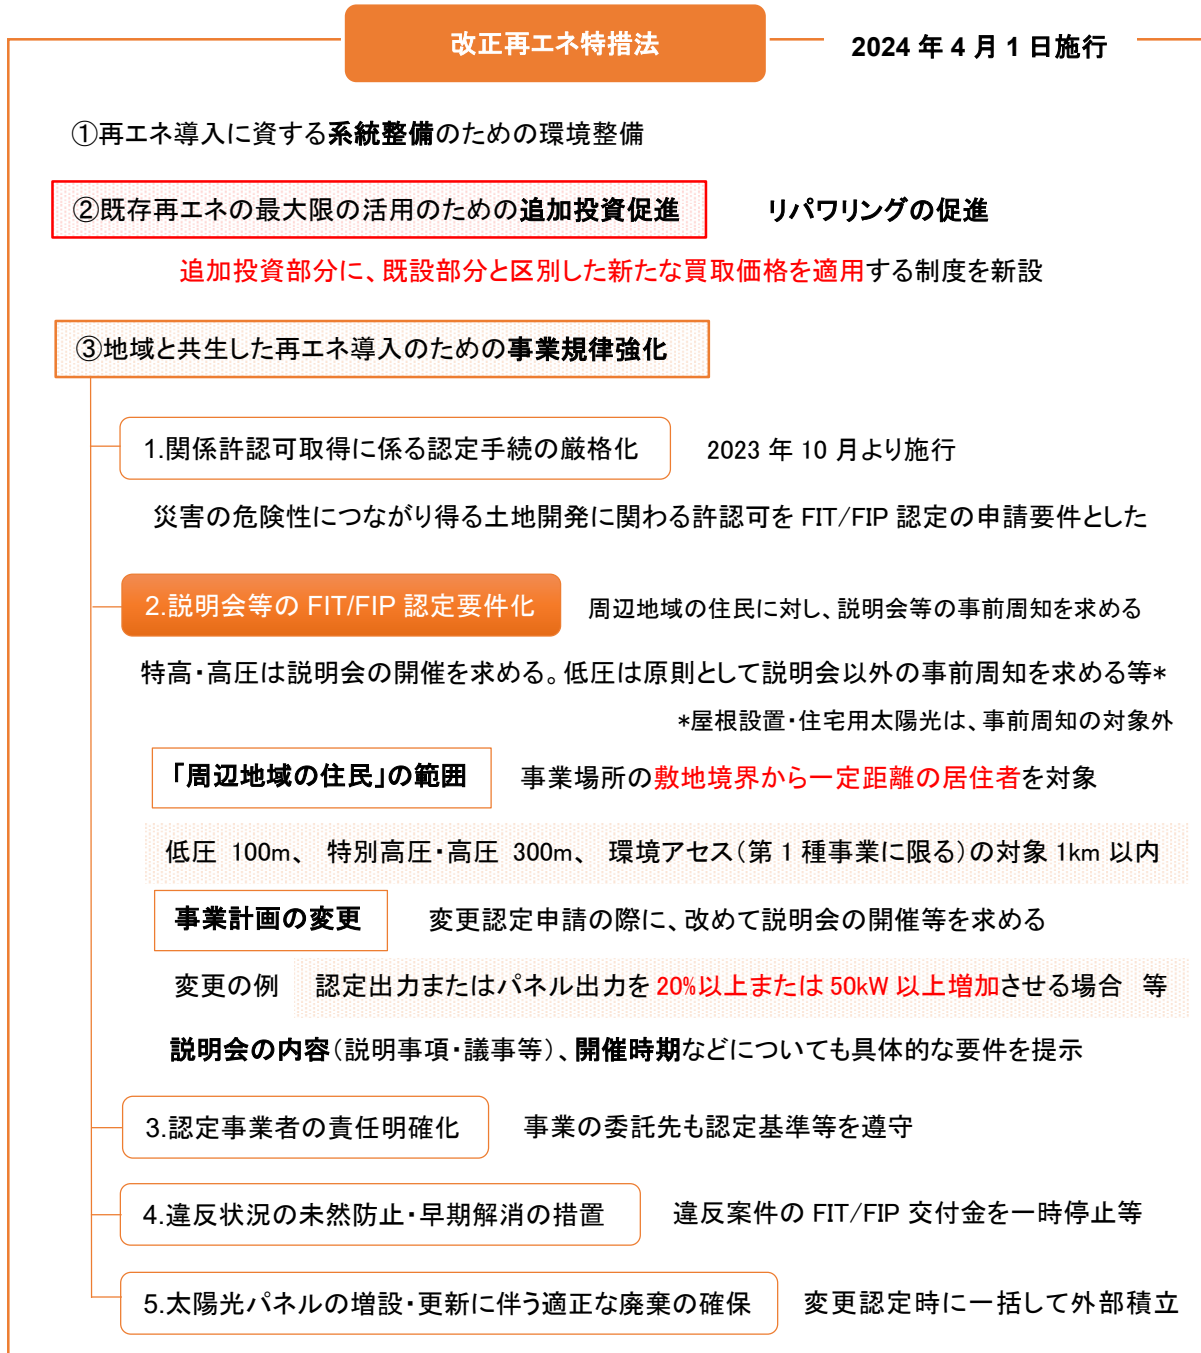 改正再エネ特措法 2024年4月1日施行
①再エネ導入に資する系統整備のための環境整備
②既存再エネの最大限の活用のための追加投資促進 リパワリングの促進
追加投資部分に、既設部分と区別した新たな買取価格を適用する制度を新設
③地域と共生した再エネ導入のための事業規律強化
1.関係許認可取得に係る認定手続の厳格化 2023年10月より施行
災害の危険性につながり得る土地開発に関わる許認可をFIT/FIP認定の申請要件とした
2.説明会等のFIT/FIP認定要件化 周辺地域の住民に対し、説明会等の事前周知を求める
特高・高圧は説明会の開催を求める。低圧は原則として説明会以外の事前周知を求める等*
*屋根設置・住宅用太陽光は、事前周知の対象外
「周辺地域の住民」の範囲 事業場所の敷地境界から一定距離の居住者を対象
低圧 100m、 特別高圧・高圧 300m、 環境アセス(第1種事業に限る)の対象1km以内
事業計画の変更 変更認定申請の際に、改めて説明会の開催等を求める
変更の例 認定出力またはパネル出力を20%以上または50kW以上増加させる場合 等
説明会の内容(説明事項・議事等)、開催時期などについても具体的な要件を提示
3.認定事業者の責任明確化 事業の委託先も認定基準等を遵守
4.違反状況の未然防止・早期解消の措置 違反案件のFIT/FIP交付金を一時停止等
5.太陽光パネルの増設・更新に伴う適正な廃棄の確保 変更認定時に一括して外部積立